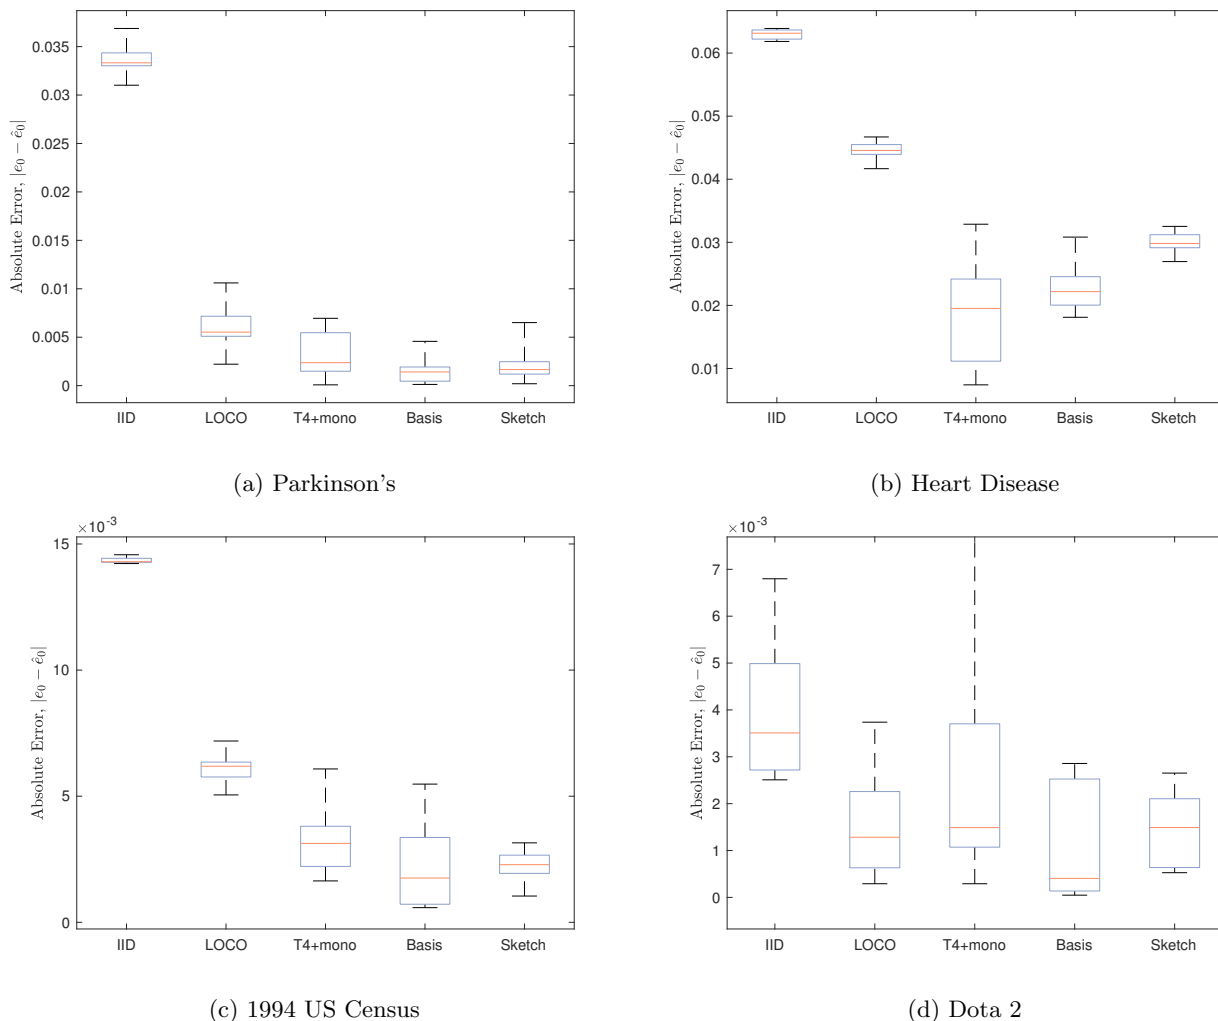 0.035
0.03
0.025
0.02
0.015
0.01
0.005
0
Absolute Error, |e₀ − ê₀|
IID LOCO T4+mono Basis Sketch
(a) Parkinson's
0.06
0.05
0.04
0.03
0.02
0.01
Absolute Error, |e₀ − ê₀|
IID LOCO T4+mono Basis Sketch
(b) Heart Disease
×10⁻³
15
10
5
0
Absolute Error, |e₀ − ê₀|
IID LOCO T4+mono Basis Sketch
(c) 1994 US Census
×10⁻³
7
6
5
4
3
2
1
0
Absolute Error, |e₀ − ê₀|
IID LOCO T4+mono Basis Sketch
(d) Dota 2